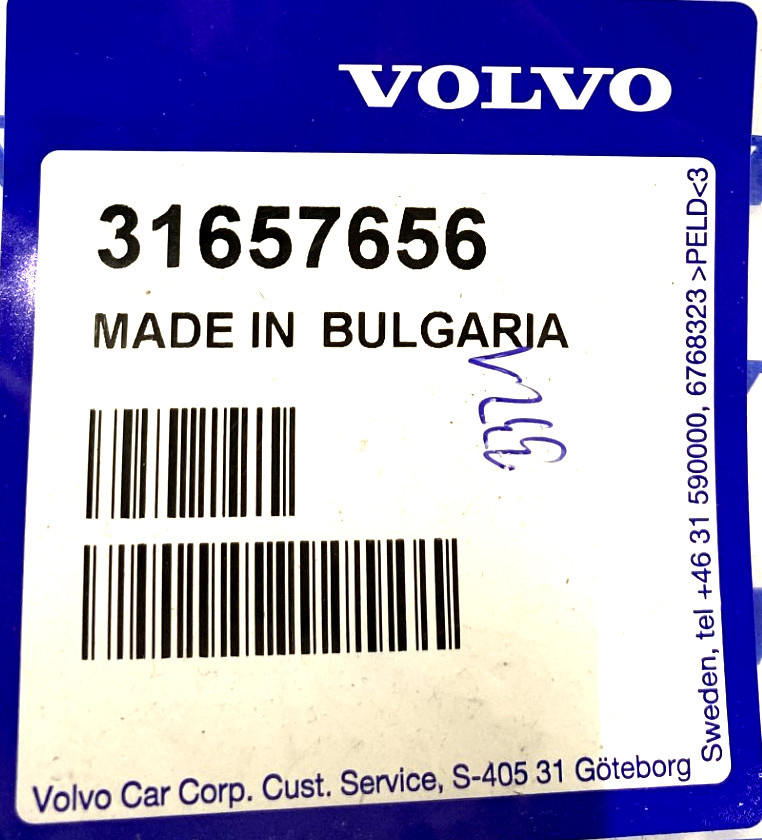 VOLVO
31657656
MADE IN BULGARIA
Volvo Car Corp. Cust. Service, S-405 31 Göteborg
Sweden, tel +46 31 590000, 6768323 >PELD<3